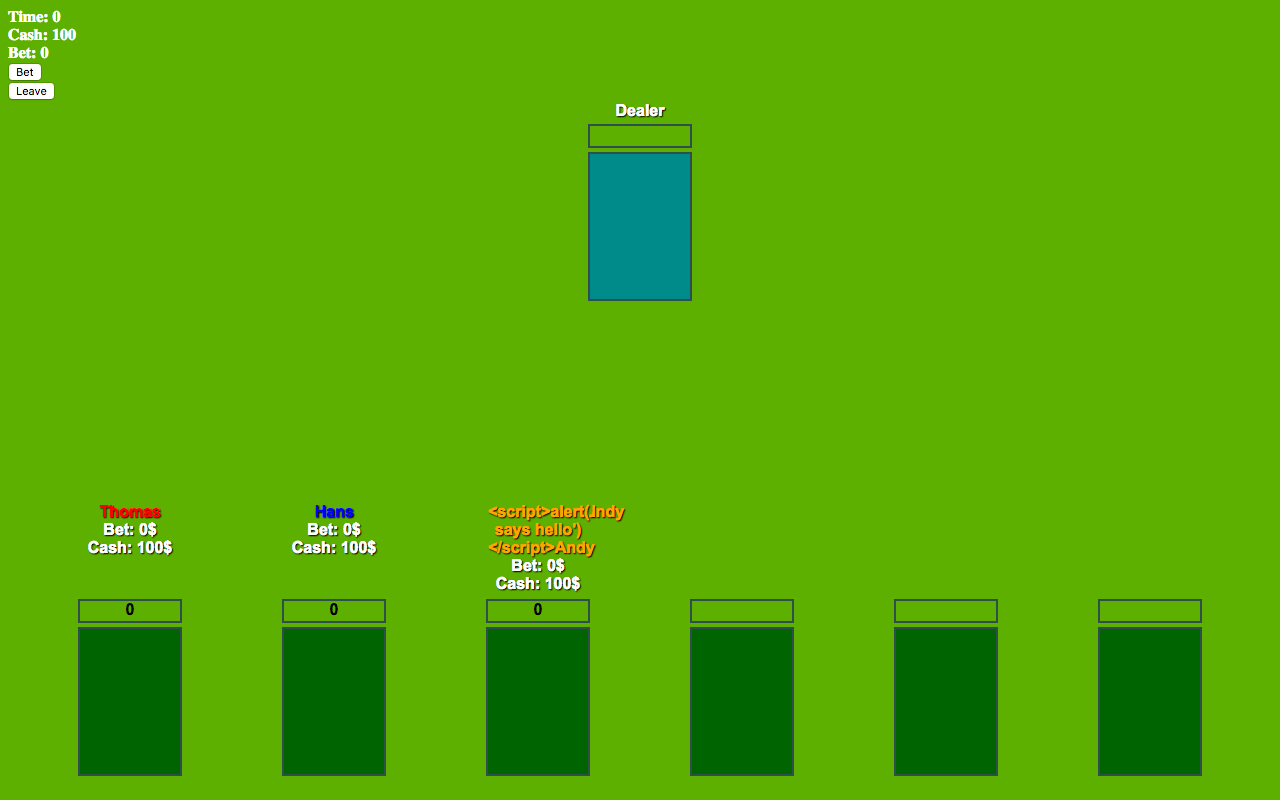 Time: 0
Cash: 100
Bet: 0
Bet
Leave
Dealer
Thomas
Bet: 0$
Cash: 100$
0
Hans
Bet: 0$
Cash: 100$
0
<script>alert(Indy
says hello')
</script>Andy
Bet: 0$
Cash: 100$
0